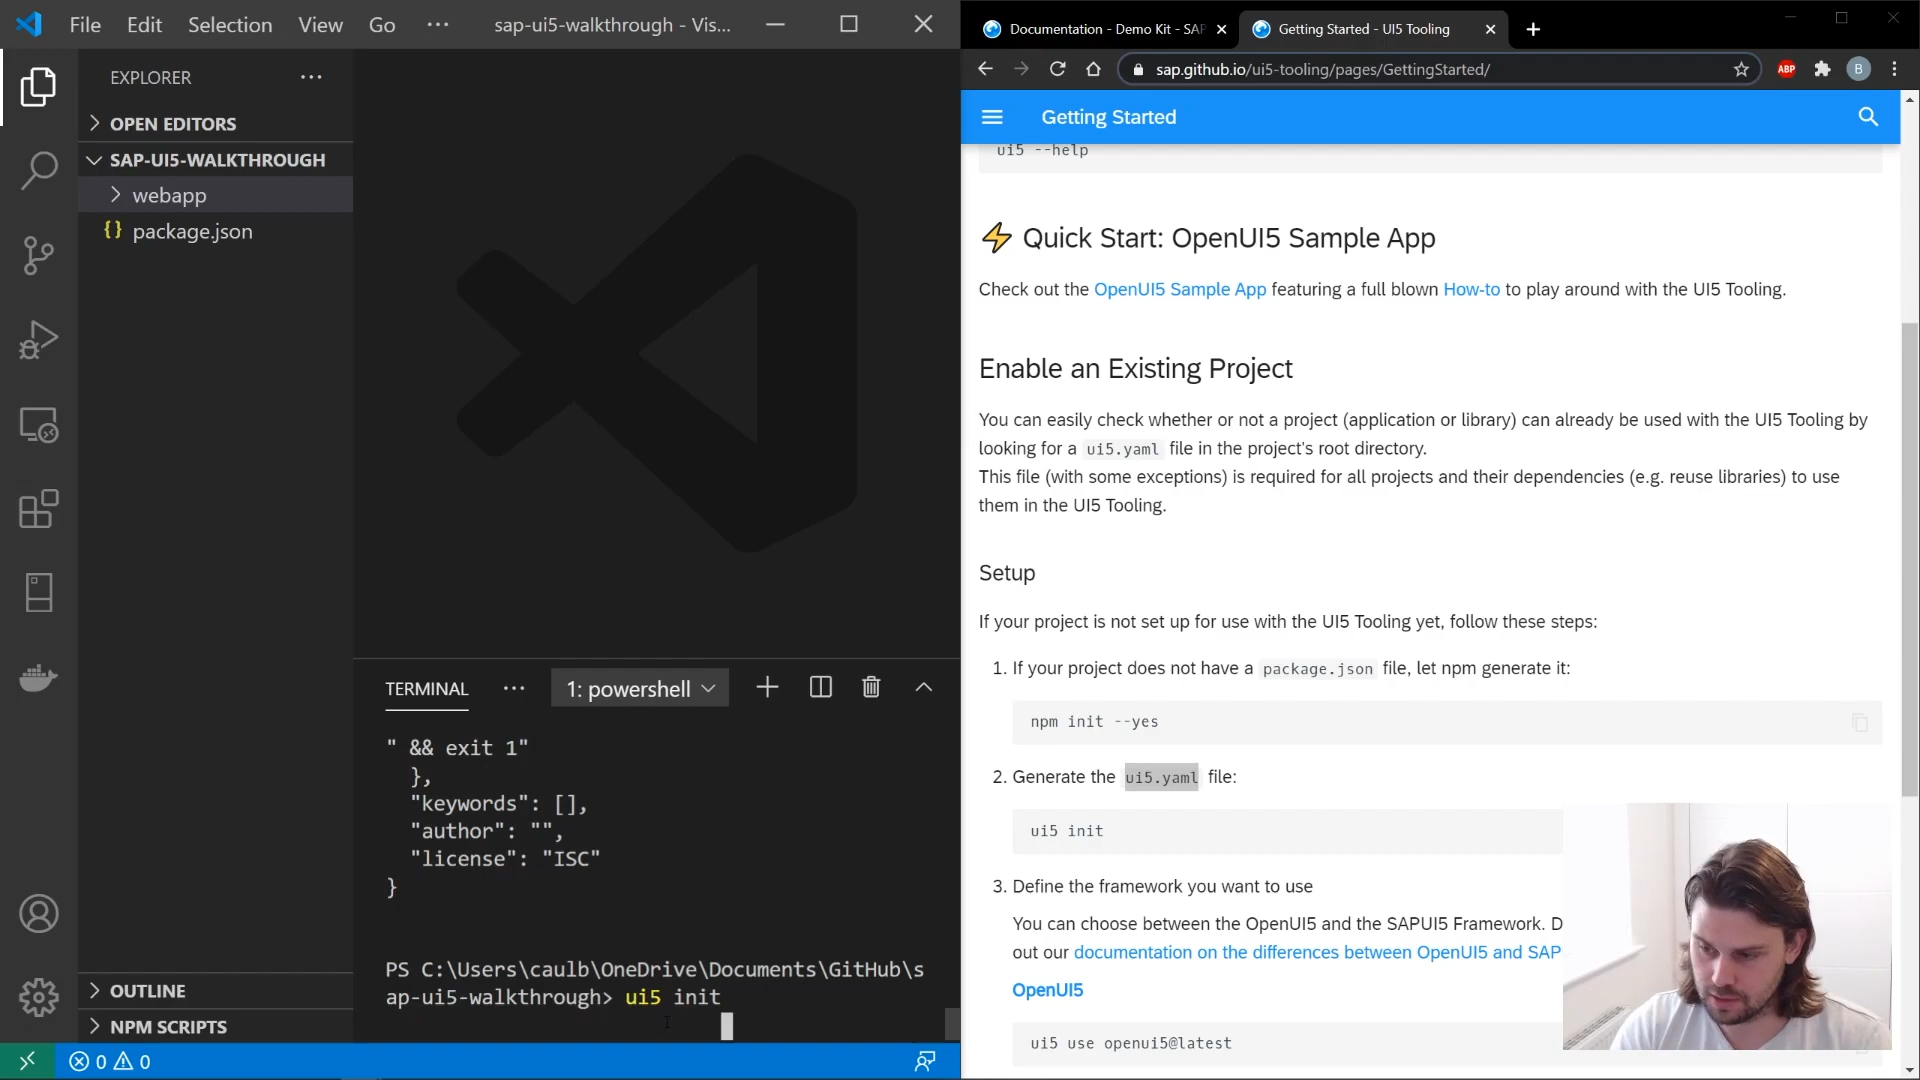 File Edit Selection View Go ··· sap-ui5-walkthrough - Vis...
EXPLORER ···
OPEN EDITORS
SAP-UI5-WALKTHROUGH
webapp
{} package.json
OUTLINE
NPM SCRIPTS
TERMINAL ··· 1: powershell
" && exit 1"
},
"keywords": [],
"author": "",
"license": "ISC"
}
PS C:\Users\caulb\OneDrive\Documents\GitHub\s
ap-ui5-walkthrough> ui5 init
0 0
Documentation - Demo Kit - SAP
Getting Started - UI5 Tooling
sap.github.io/ui5-tooling/pages/GettingStarted/
ABP
B
Getting Started
ui5 --help
Quick Start: OpenUI5 Sample App
Check out the OpenUI5 Sample App featuring a full blown How-to to play around with the UI5 Tooling.
Enable an Existing Project
You can easily check whether or not a project (application or library) can already be used with the UI5 Tooling by
looking for a ui5.yaml file in the project's root directory.
This file (with some exceptions) is required for all projects and their dependencies (e.g. reuse libraries) to use
them in the UI5 Tooling.
Setup
If your project is not set up for use with the UI5 Tooling yet, follow these steps:
1. If your project does not have a package.json file, let npm generate it:
npm init --yes
2. Generate the ui5.yaml file:
ui5 init
3. Define the framework you want to use
You can choose between the OpenUI5 and the SAPUI5 Framework. D
out our documentation on the differences between OpenUI5 and SAP
OpenUI5
ui5 use openui5@latest